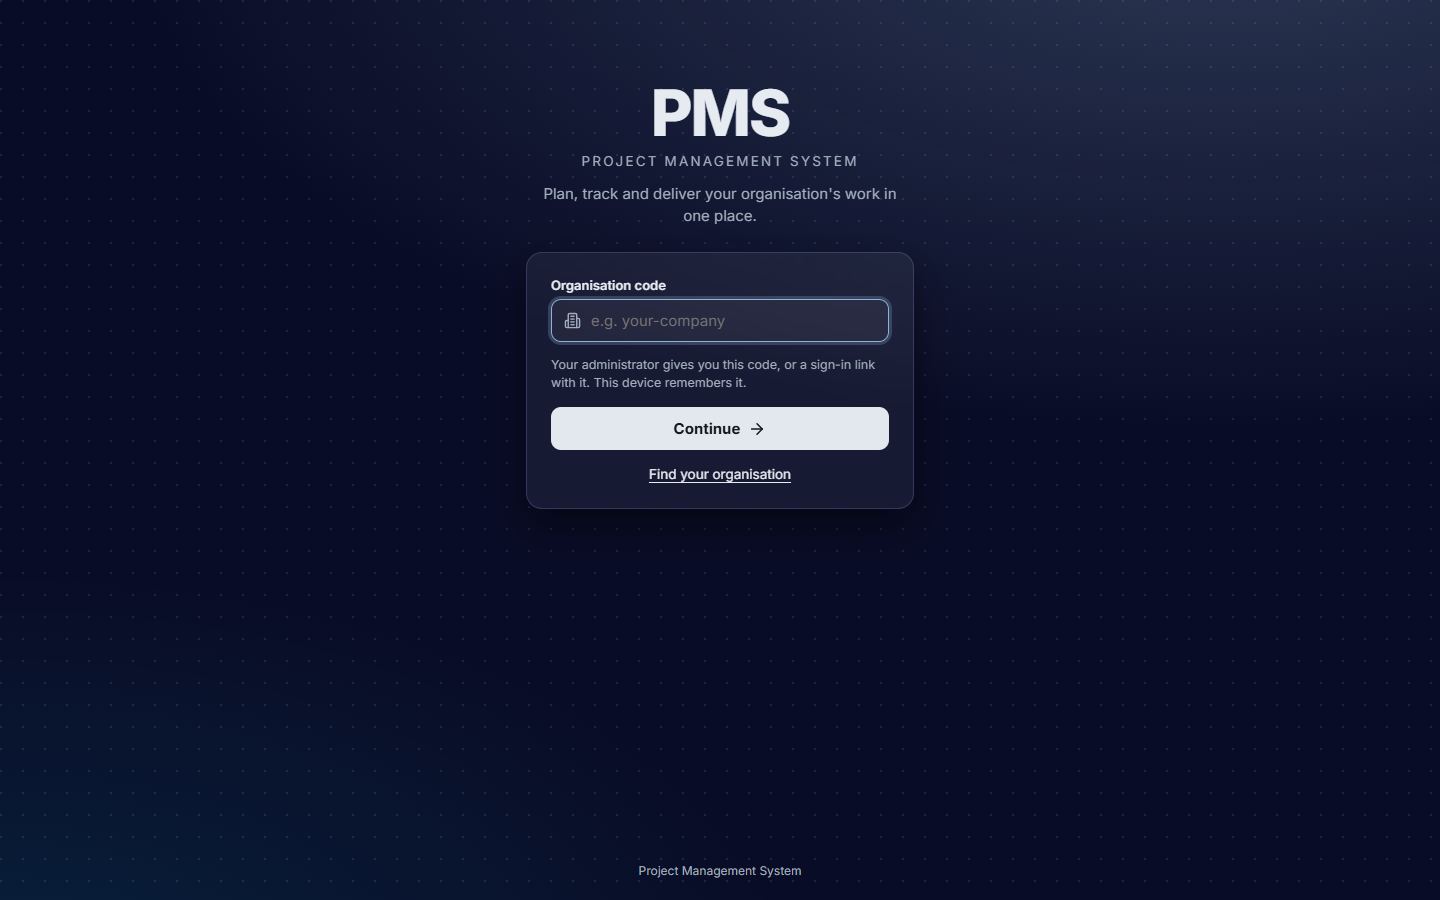 PMS
PROJECT MANAGEMENT SYSTEM
Plan, track and deliver your organisation's work in
one place.
Organisation code
e.g. your-company
Your administrator gives you this code, or a sign-in link
with it. This device remembers it.
Continue
Find your organisation
Project Management System